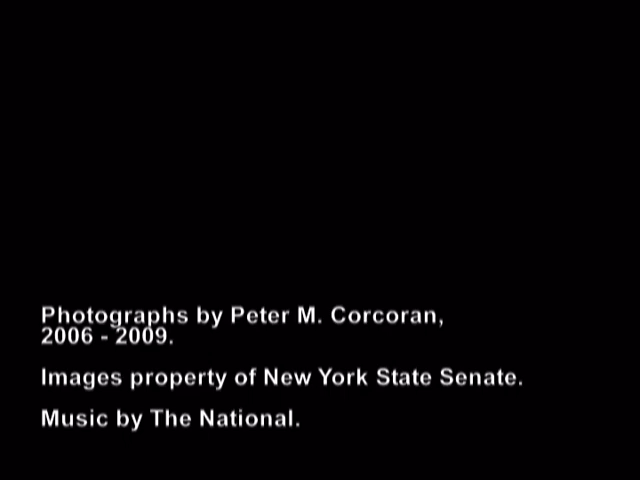 Photographs by Peter M. Corcoran,
2006 - 2009.
Images property of New York State Senate.
Music by The National.